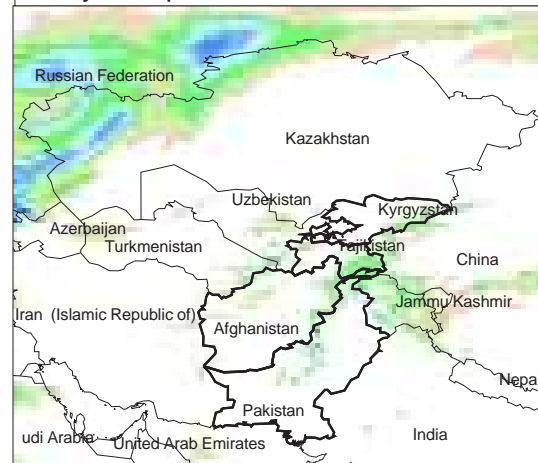 Russian Federation
Kazakhstan
Uzbekistan
Kyrgyzstan
Azerbaijan
Turkmenistan
Tajikistan
China
Jammu Kashmir
Iran (Islamic Republic of)
Afghanistan
Nepa
Pakistan
udi Arabia
United Arab Emirates
India